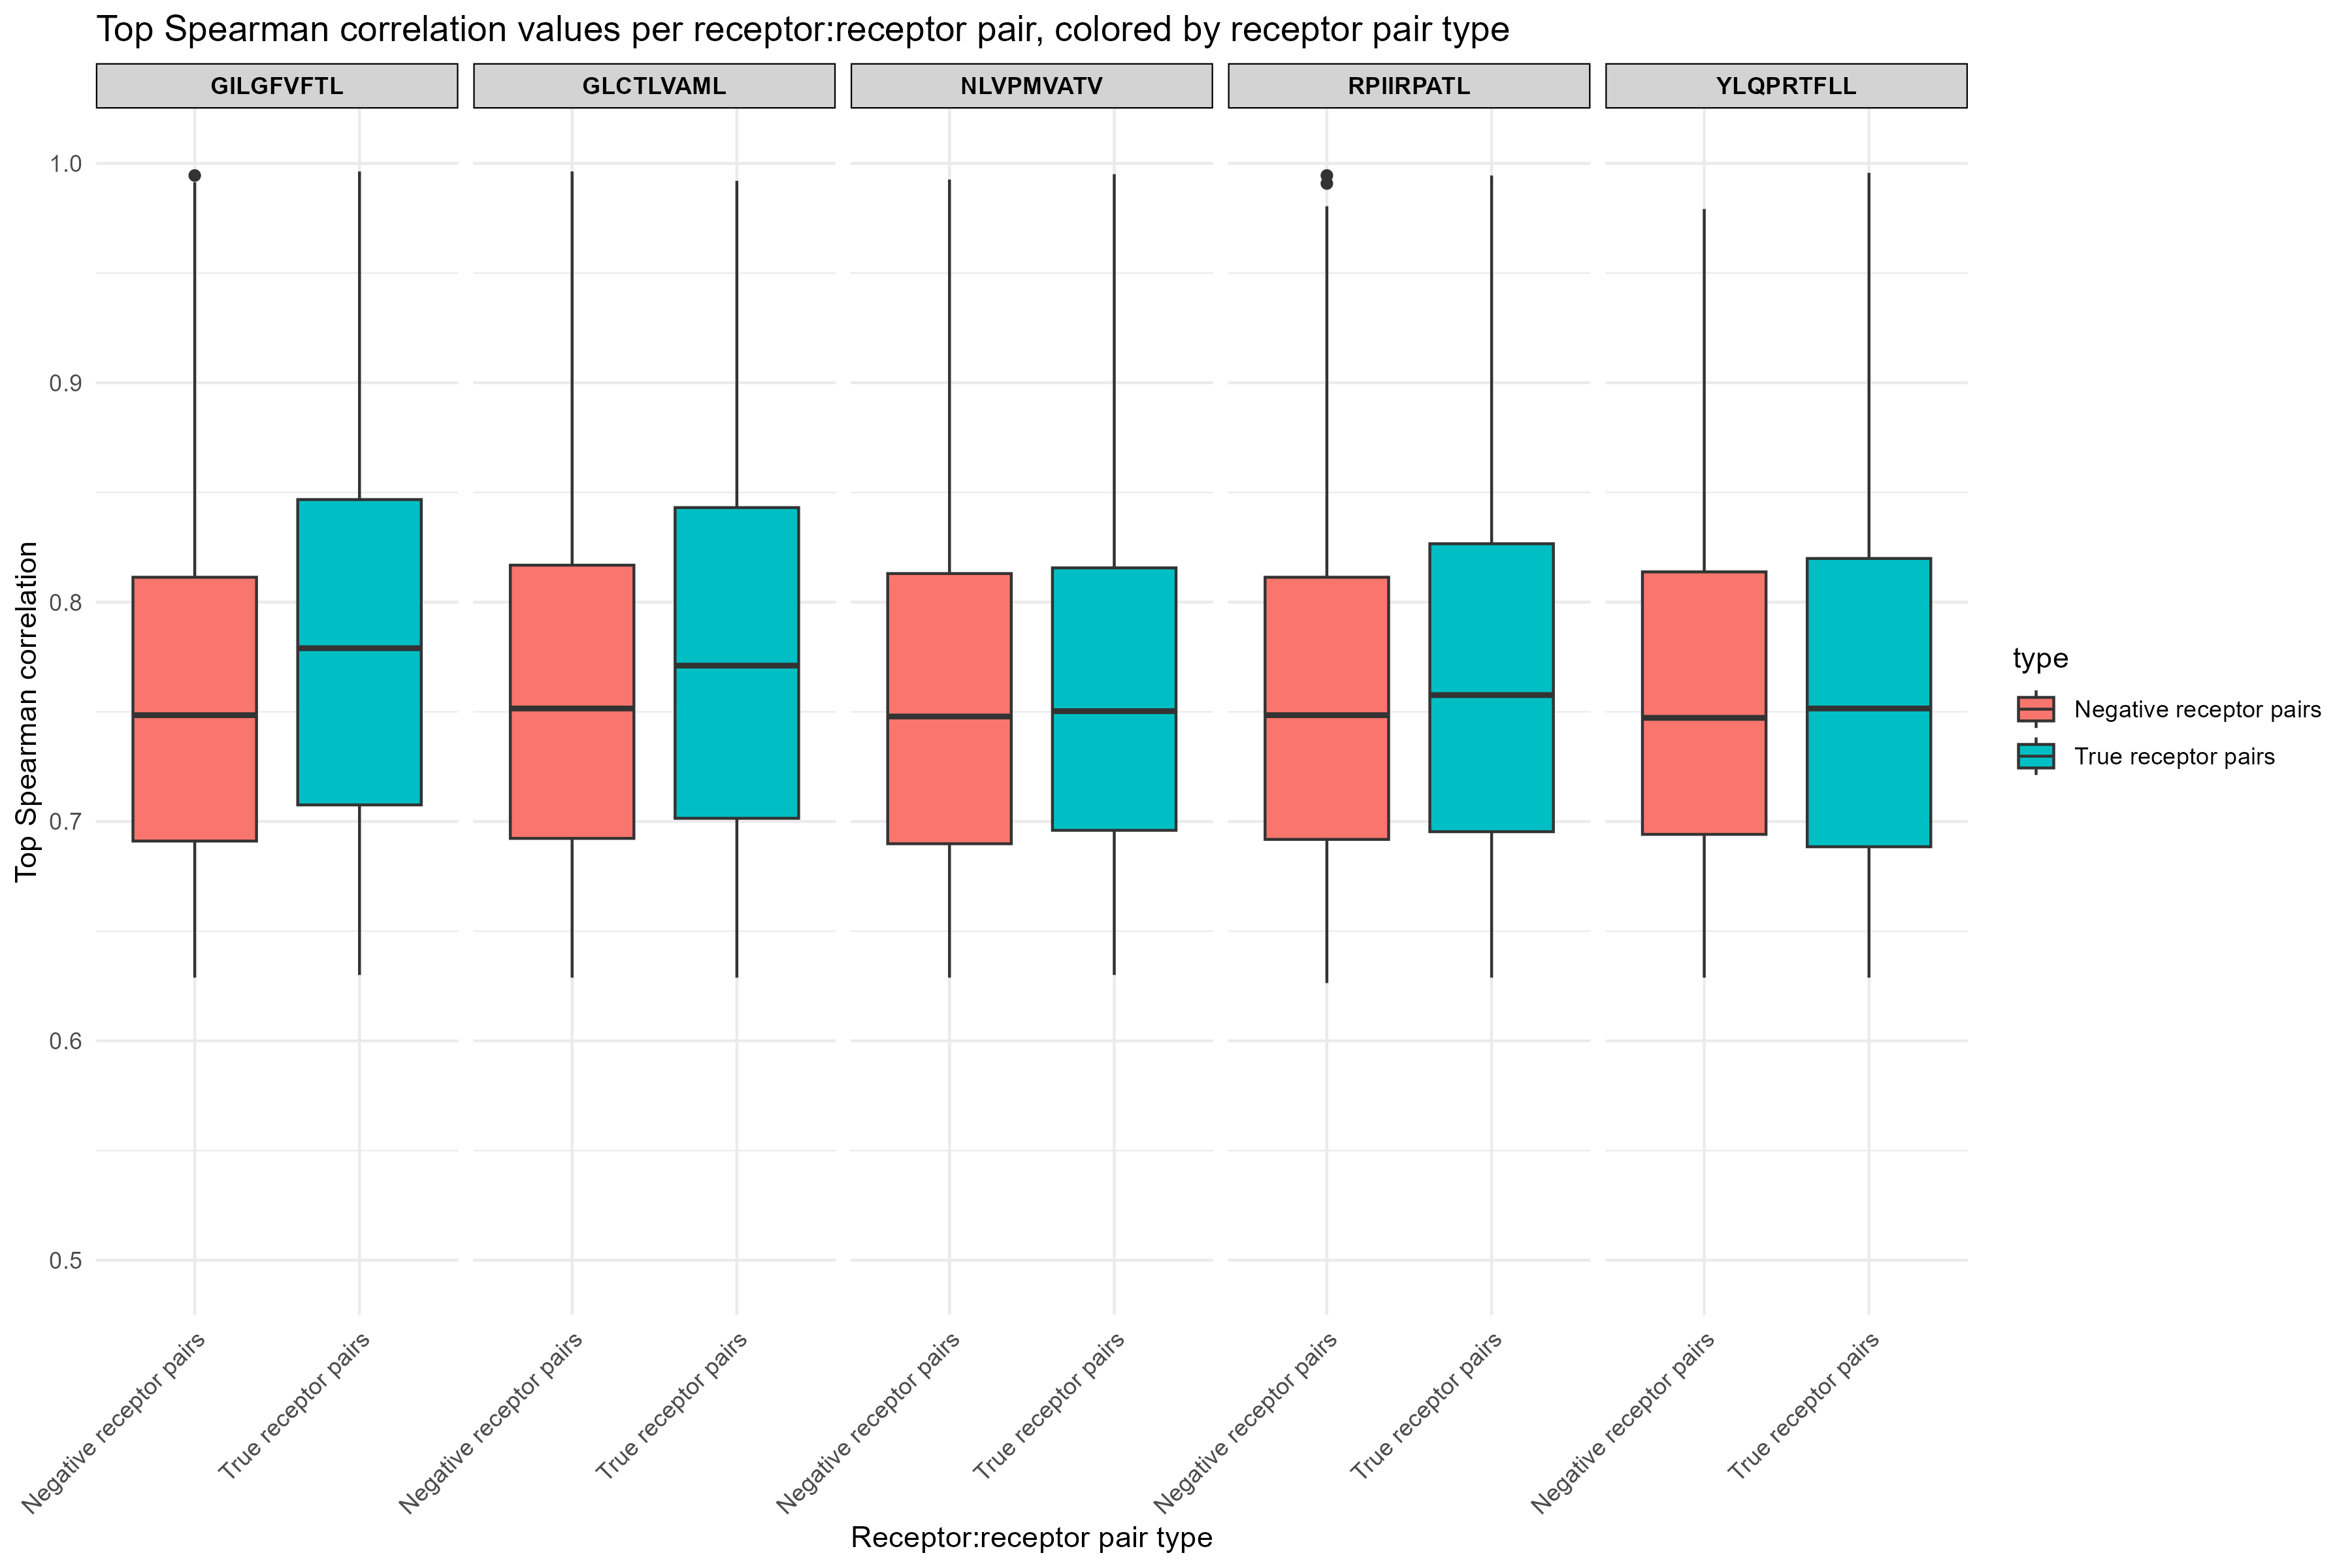 Top Spearman correlation values per receptor:receptor pair, colored by receptor pair type
GILGFVFTL
GLCTLVAML
NLVPMVATV
RPIIRPATL
YLQPRTFLL
Top Spearman correlation
1.0
0.9
0.8
0.7
0.6
0.5
Negative receptor pairs
True receptor pairs
Negative receptor pairs
True receptor pairs
Negative receptor pairs
True receptor pairs
Negative receptor pairs
True receptor pairs
Negative receptor pairs
True receptor pairs
Receptor:receptor pair type
type
Negative receptor pairs
True receptor pairs